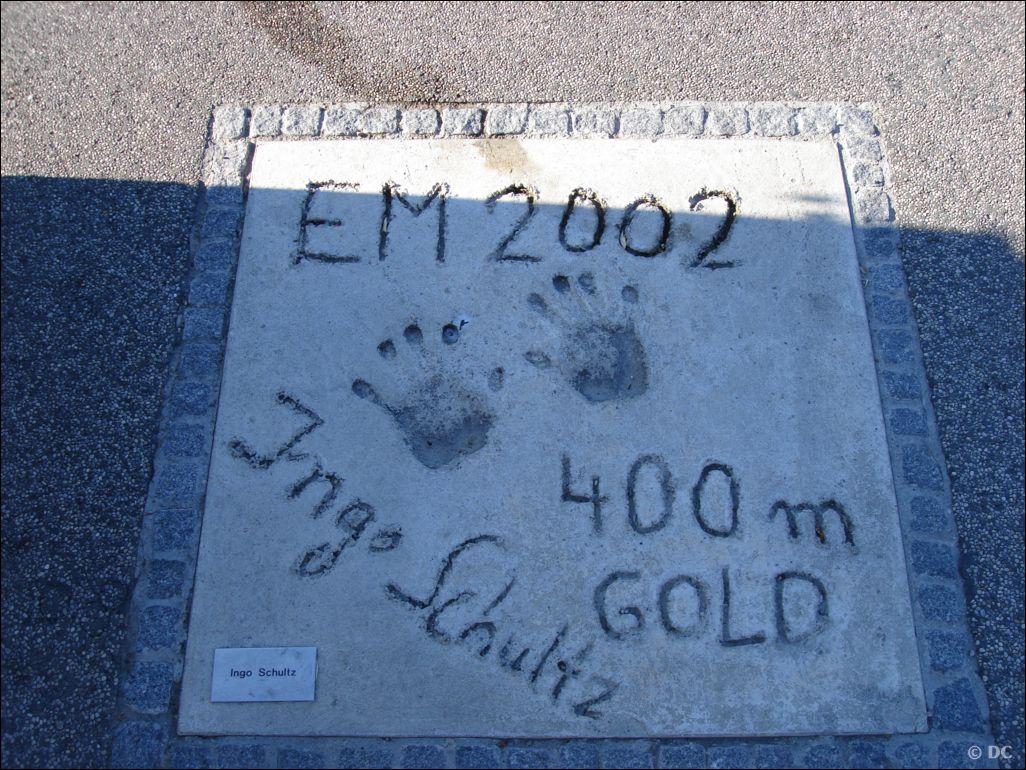 EM 2002
400 m
GOLD
Ingo Schultz
Ingo Schultz
© DC